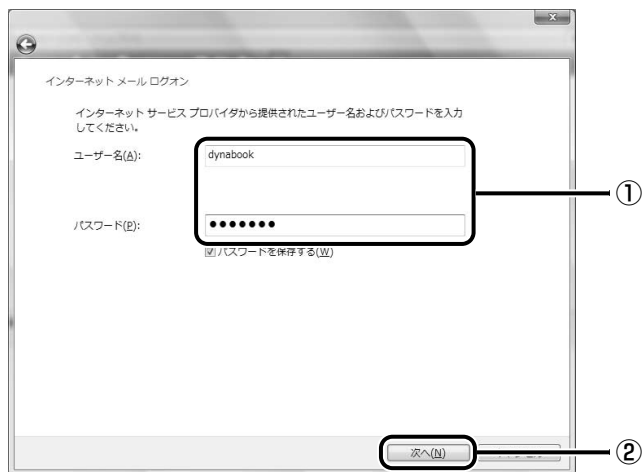 インターネット メール ログオン
インターネット サービス プロバイダから提供されたユーザー名およびパスワードを入力
してください。
ユーザー名(A):
dynabook
①
パスワード(P):
●●●●●●●
パスワードを保存する(W)
次へ(N)
②